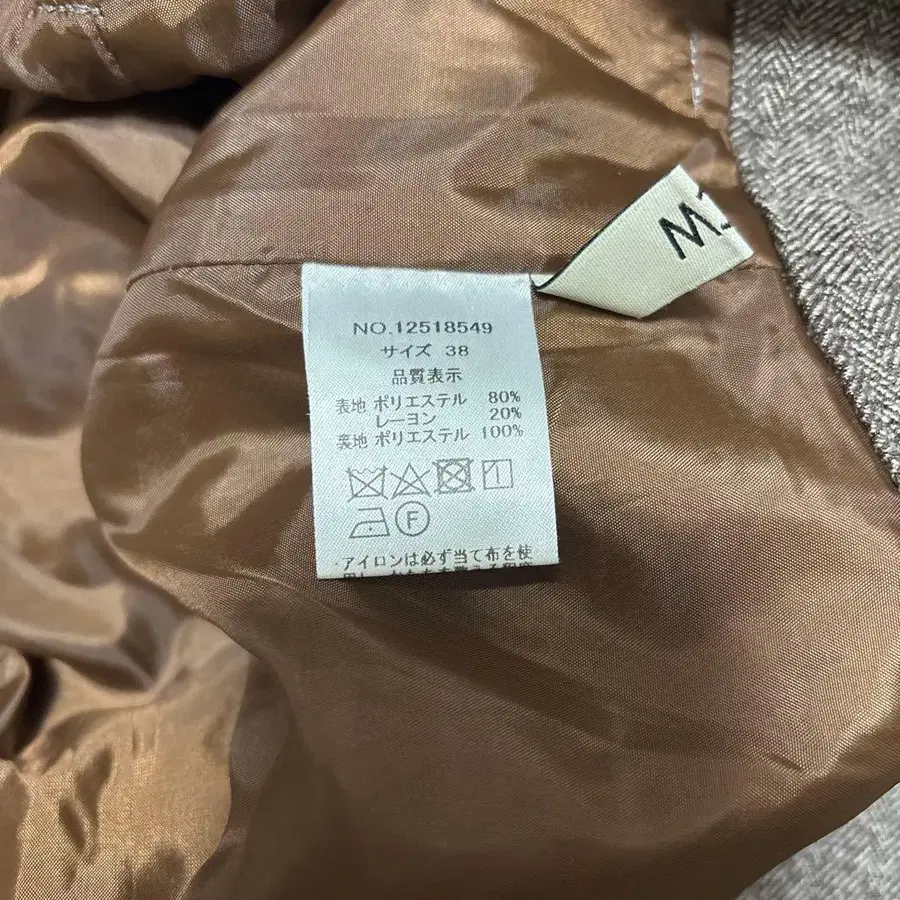 M
NO.12518549
サイズ 38
品質表示
表地 ポリエステル 80%
レーヨン 20%
裏地 ポリエステル 100%
F
アイロンは必ず当て布を使